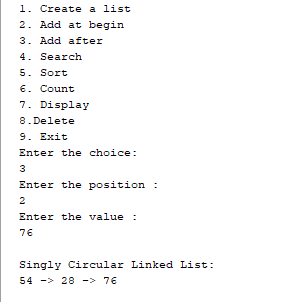 1. Create a list
2. Add at begin
3. Add after
4. Search
5. Sort
6. Count
7. Display
8.Delete
9. Exit
Enter the choice:
3
Enter the position :
2
Enter the value :
76
Singly Circular Linked List:
54 -> 28 -> 76